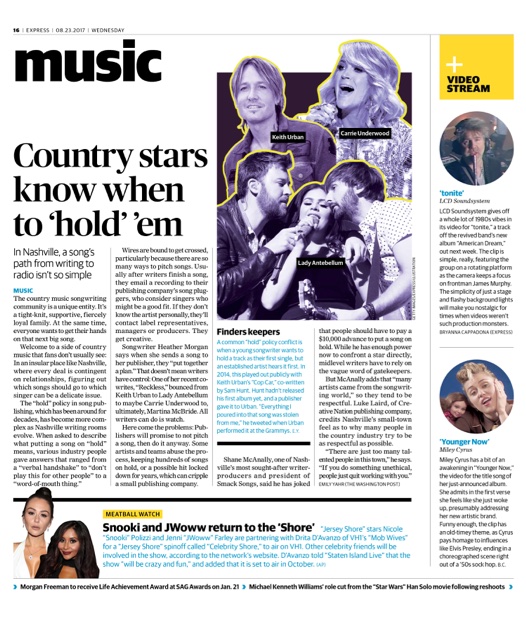 16 | EXPRESS | 08.23.2017 | WEDNESDAY
music
Country stars
know when
to ‘hold’ ’em
In Nashville, a song’s
path from writing to
radio isn’t so simple
MUSIC
The country music songwriting
community is a unique entity. It’s
a tight-knit, supportive, fiercely
loyal family. At the same time,
everyone wants to get their hands
on that next big song.
Welcome to a side of country
music that fans don’t usually see:
In an insular place like Nashville,
where every deal is contingent
on relationships, figuring out
which songs should go to which
singer can be a delicate issue.
The “hold” policy in song pub-
lishing, which has been around for
decades, has become more com-
plex as Nashville writing rooms
evolve. When asked to describe
what putting a song on “hold”
means, various industry people
gave answers that ranged from
a “verbal handshake” to “don’t
play this for other people” to a
“word-of-mouth thing.”
Wires are bound to get crossed,
particularly because there are so
many ways to pitch songs. Usu-
ally after writers finish a song,
they email a recording to their
publishing company’s song plug-
gers, who consider singers who
might be a good fit. If they don’t
know the artist personally, they’ll
contact label representatives,
managers or producers. They
get creative.
Songwriter Heather Morgan
says when she sends a song to
her publisher, they “put together
a plan.” That doesn’t mean writers
have control: One of her recent co-
writes, “Reckless,” bounced from
Keith Urban to Lady Antebellum
to maybe Carrie Underwood to,
ultimately, Martina McBride. All
writers can do is watch.
Here come the problems: Pub-
lishers will promise to not pitch
a song, then do it anyway. Some
artists and teams abuse the pro-
cess, keeping hundreds of songs
on hold, or a possible hit locked
down for years, which can cripple
a small publishing company.
Keith Urban
Carrie Underwood
Lady Antebellum
Finders keepers
A common “hold” policy conflict is
when a young songwriter wants to
hold a track as their first single, but
an established artist hears it first. In
2014, this played out publicly with
Keith Urban’s “Cop Car,” co-written
by Sam Hunt. Hunt hadn’t released
his first album yet, and a publisher
gave it to Urban. “Everything I
poured into that song was stolen
from me,” he tweeted when Urban
performed it at the Grammys. E.Y.
Shane McAnally, one of Nash-
ville’s most sought-after writer-
producers and president of
Smack Songs, said he has joked
that people should have to pay a
$10,000 advance to put a song on
hold. While he has enough power
now to confront a star directly,
midlevel writers have to rely on
the vague word of gatekeepers.
But McAnally adds that “many
artists came from the songwrit-
ing world,” so they tend to be
respectful. Luke Laird, of Cre-
ative Nation publishing company,
credits Nashville’s small-town
feel as to why many people in
the country industry try to be
as respectful as possible.
“There are just too many tal-
ented people in this town,” he says.
“If you do something unethical,
people just quit working with you.”
EMILY YAHR (THE WASHINGTON POST)
+
VIDEO
STREAM
‘tonite’
LCD Soundsystem
LCD Soundsystem gives off
a whole lot of 1980s vibes in
its video for “tonite,” a track
off the revived band’s new
album “American Dream,”
out next week. The clip is
simple, really, featuring the
group on a rotating platform
as the camera keeps a focus
on frontman James Murphy.
The simplicity of just a stage
and flashy background lights
will make you nostalgic for
times when videos weren’t
such production monsters.
BRYANNA CAPPADONA (EXPRESS)
‘Younger Now’
Miley Cyrus
Miley Cyrus has a bit of an
awakening in “Younger Now,”
the video for the title song of
her just-announced album.
She admits in the first verse
she feels like she just woke
up, presumably addressing
her new artistic brand.
Funny enough, the clip has
an old-timey theme, as Cyrus
pays homage to influences
like Elvis Presley, ending in a
choreographed scene right
out of a ’50s sock hop. B.C.
MEATBALL WATCH
Snooki and JWoww return to the ‘Shore’ “Jersey Shore” stars Nicole
“Snooki” Polizzi and Jenni “JWoww” Farley are partnering with Drita D’Avanzo of VH1’s “Mob Wives”
for a “Jersey Shore” spinoff called “Celebrity Shore,” to air on VH1. Other celebrity friends will be
involved in the show, according to the network’s website. D’Avanzo told “Staten Island Live” that the
show “will be crazy and fun,” and added that it is set to air in October. (AP)
Morgan Freeman to receive Life Achievement Award at SAG Awards on Jan. 21 Michael Kenneth Williams’ role cut from the “Star Wars” Han Solo movie following reshoots